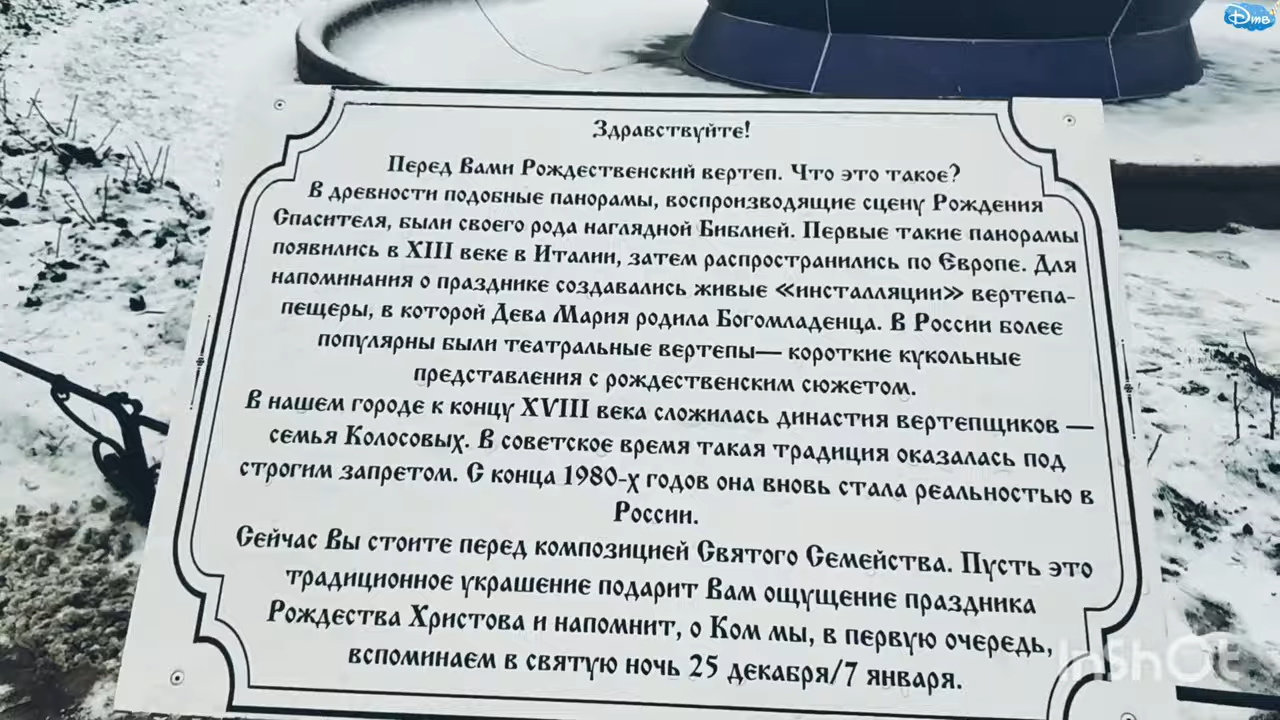 Дтв
Здравствуйте!
Перед Вами Рождественский вертеп. Что это такое?
В древности подобные панорамы, воспроизводящие сцену Рождения
Спасителя, были своего рода наглядной Библией. Первые такие панорамы
появились в XIII веке в Италии, затем распространились по Европе. Для
напоминания о празднике создавались живые «инсталляции» вертепа-
пещеры, в которой Дева Мария родила Богомладенца. В России более
популярны были театральные вертепы— короткие кукольные
представления с рождественским сюжетом.
В нашем городе к концу XVIII века сложилась династия вертепщиков —
семья Колосовых. В советское время такая традиция оказалась под
строгим запретом. С конца 1980-х годов она вновь стала реальностью в
России.
Сейчас Вы стоите перед композицией Святого Семейства. Пусть это
традиционное украшение подарит Вам ощущение праздника
Рождества Христова и напомнит, о Ком мы, в первую очередь,
вспоминаем в святую ночь 25 декабря/7 января.
InShOt